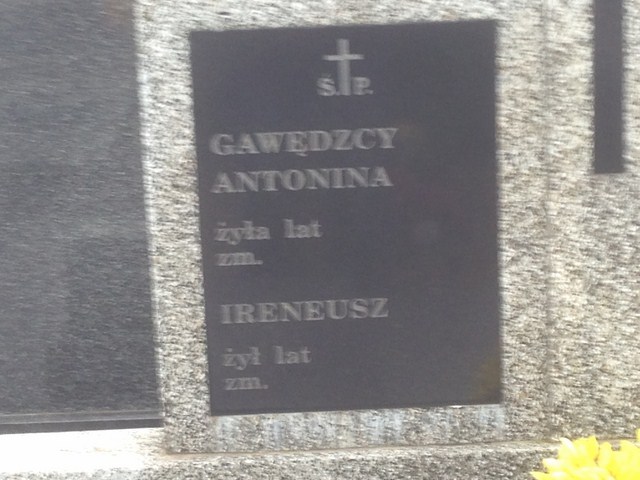 Ś. P.
GAWĘDZCY
ANTONINA
żyła lat
zm.
IRENEUSZ
żył lat
zm.